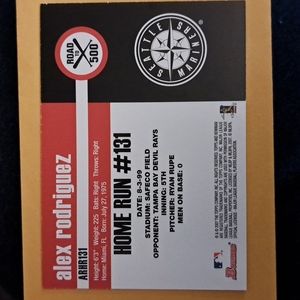 ROAD
TO
500
SEATTLE
MARINERS
alex rodriguez
ARHR131
Height: 6'3" Weight: 225 Bats: Right Throws: Right
Home: Miami, FL Born: July 27, 1975
HOME RUN #131
DATE: 8-3-99
STADIUM: SAFECO FIELD
OPPONENT: TAMPA BAY DEVIL RAYS
INNING: 5TH
PITCHER: RYAN RUPE
MEN ON BASE: 0
Bowman